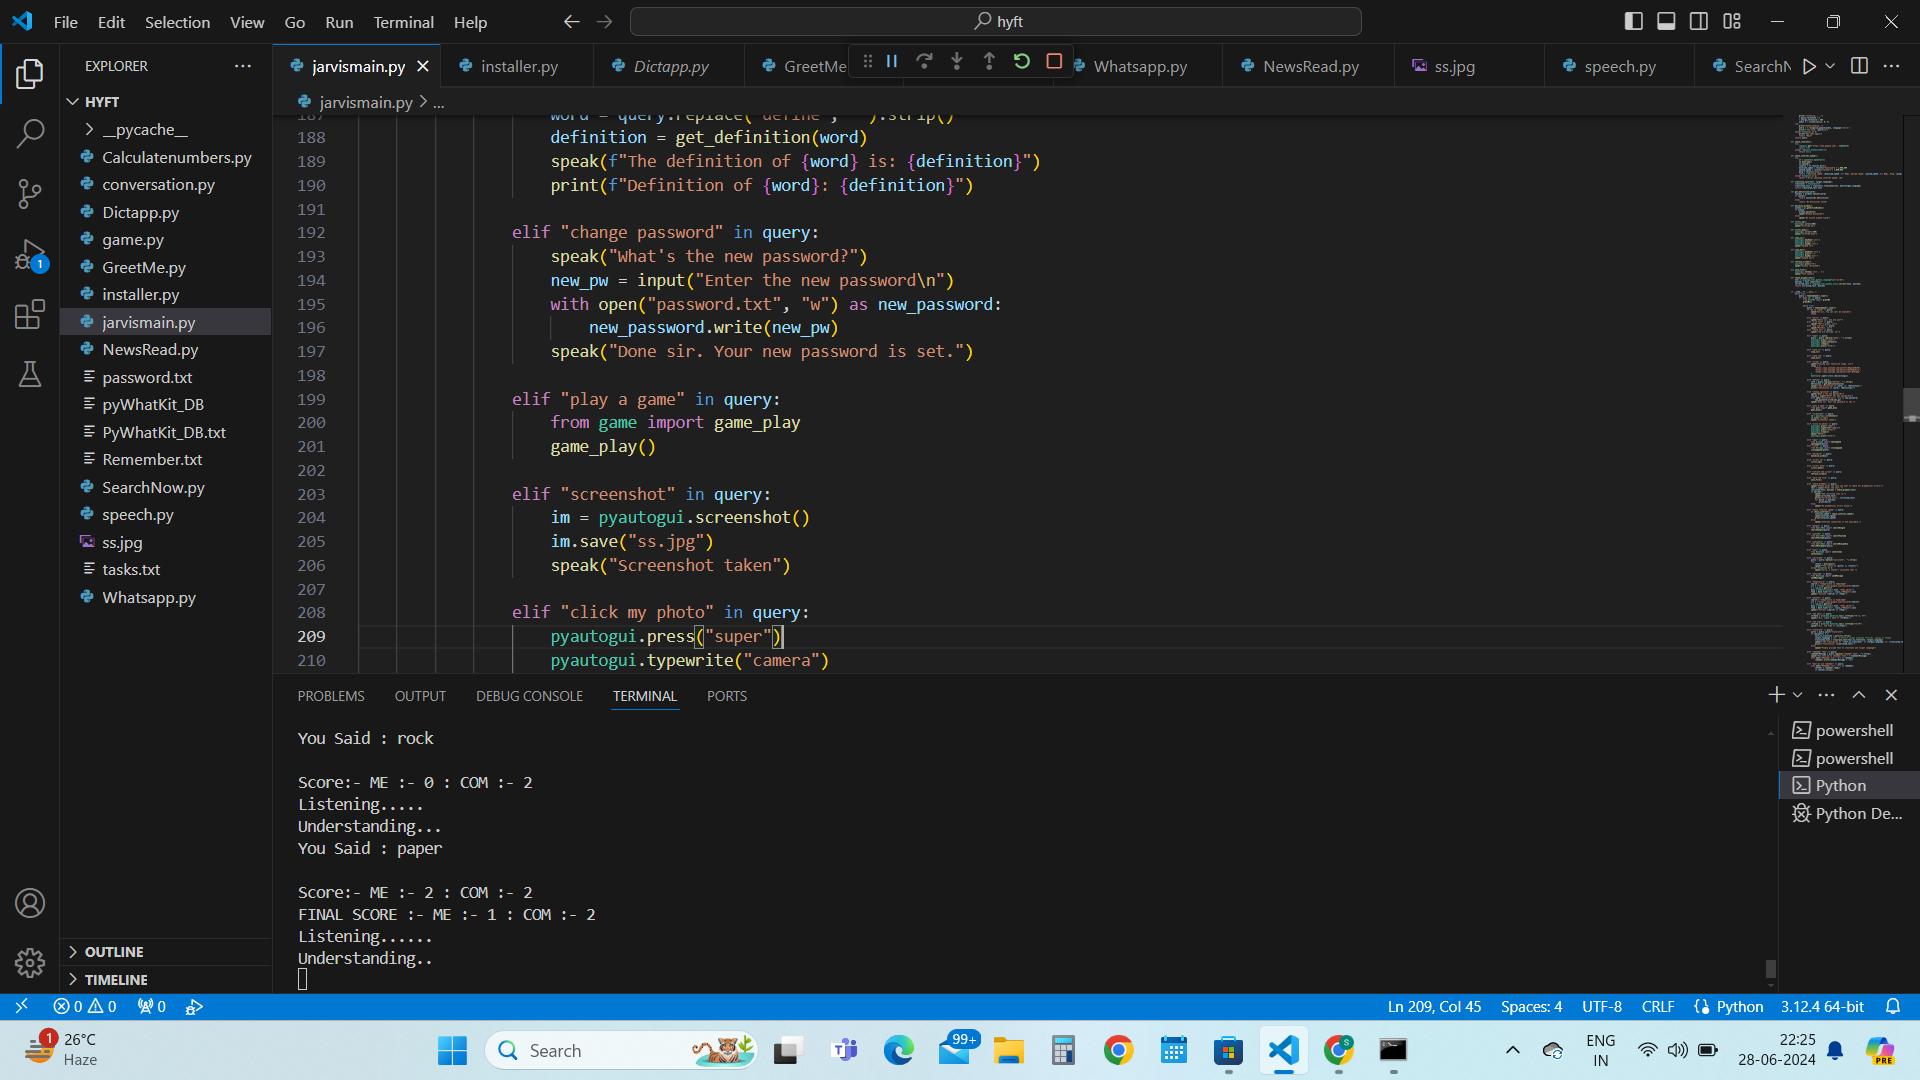 File Edit Selection View Go Run Terminal Help
hyft
EXPLORER
jarvismain.py
installer.py
Dictapp.py
GreetMe
Whatsapp.py
NewsRead.py
ss.jpg
speech.py
SearchN
jarvismain.py > ...
HYFT
__pycache__
Calculatenumbers.py
conversation.py
Dictapp.py
game.py
GreetMe.py
installer.py
jarvismain.py
NewsRead.py
password.txt
pyWhatKit_DB
PyWhatKit_DB.txt
Remember.txt
SearchNow.py
speech.py
ss.jpg
tasks.txt
Whatsapp.py
OUTLINE
TIMELINE
1
187 word = query.replace("define", "").strip()
188 definition = get_definition(word)
189 speak(f"The definition of {word} is: {definition}")
190 print(f"Definition of {word}: {definition}")
191
192 elif "change password" in query:
193 speak("What's the new password?")
194 new_pw = input("Enter the new password\n")
195 with open("password.txt", "w") as new_password:
196 new_password.write(new_pw)
197 speak("Done sir. Your new password is set.")
198
199 elif "play a game" in query:
200 from game import game_play
201 game_play()
202
203 elif "screenshot" in query:
204 im = pyautogui.screenshot()
205 im.save("ss.jpg")
206 speak("Screenshot taken")
207
208 elif "click my photo" in query:
209 pyautogui.press("super")
210 pyautogui.typewrite("camera")
PROBLEMS OUTPUT DEBUG CONSOLE TERMINAL PORTS
You Said : rock
Score:- ME :- 0 : COM :- 2
Listening.....
Understanding...
You Said : paper
Score:- ME :- 2 : COM :- 2
FINAL SCORE :- ME :- 1 : COM :- 2
Listening......
Understanding..
powershell
powershell
Python
Python De...
0 0 0
Ln 209, Col 45 Spaces: 4 UTF-8 CRLF Python 3.12.4 64-bit
1
26°C
Haze
Search
99+
S
ENG
IN
22:25
28-06-2024
PRE